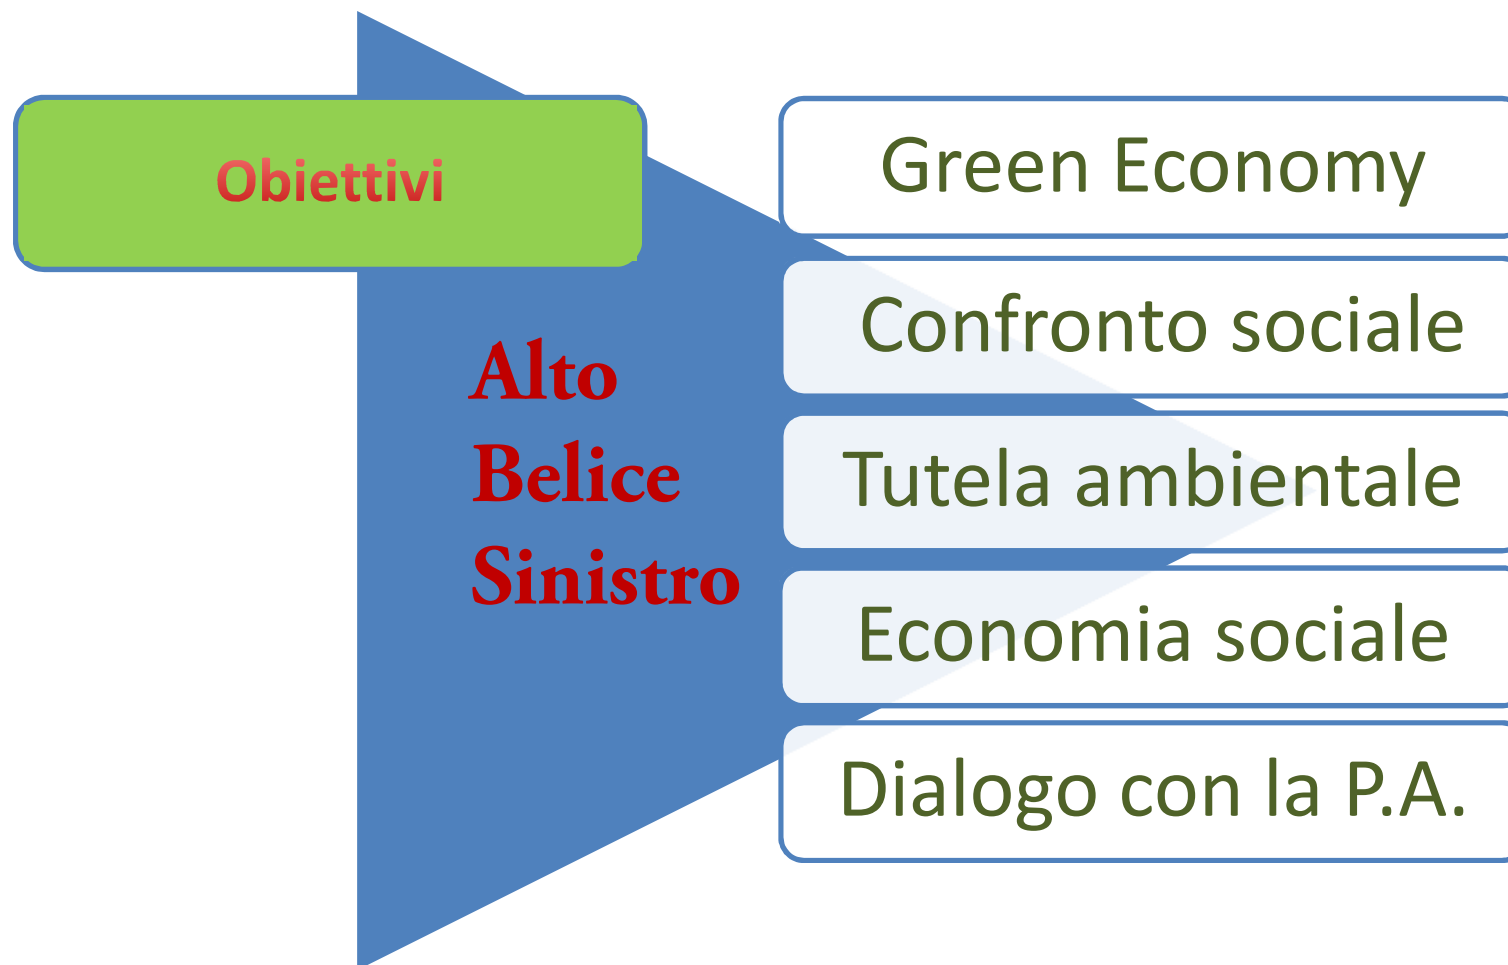 Obiettivi
Alto
Belice
Sinistro
Green Economy
Confronto sociale
Tutela ambientale
Economia sociale
Dialogo con la P.A.